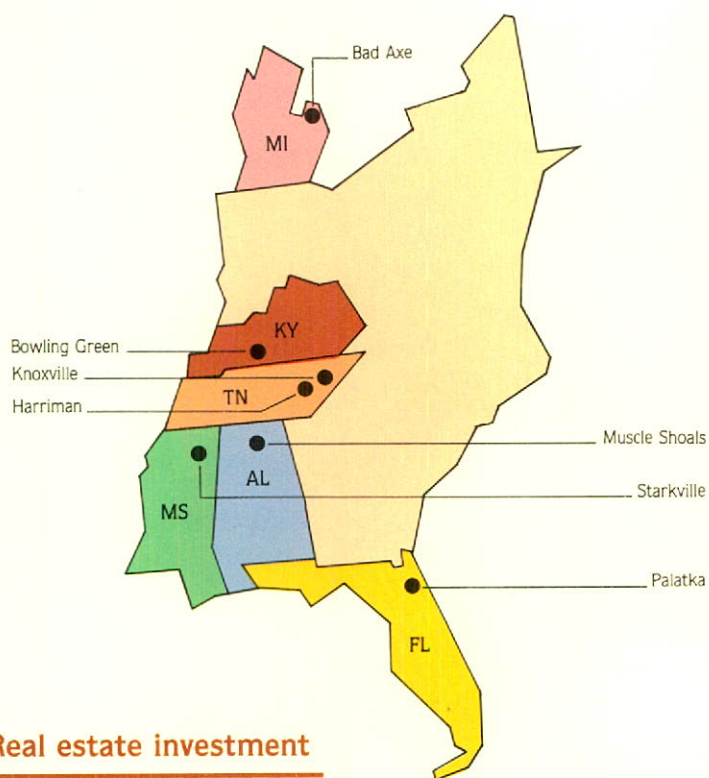 Bad Axe
MI
KY
Bowling Green
Knoxville
TN
Harriman
Muscle Shoals
AL
Starkville
MS
Palatka
FL
Real estate investment